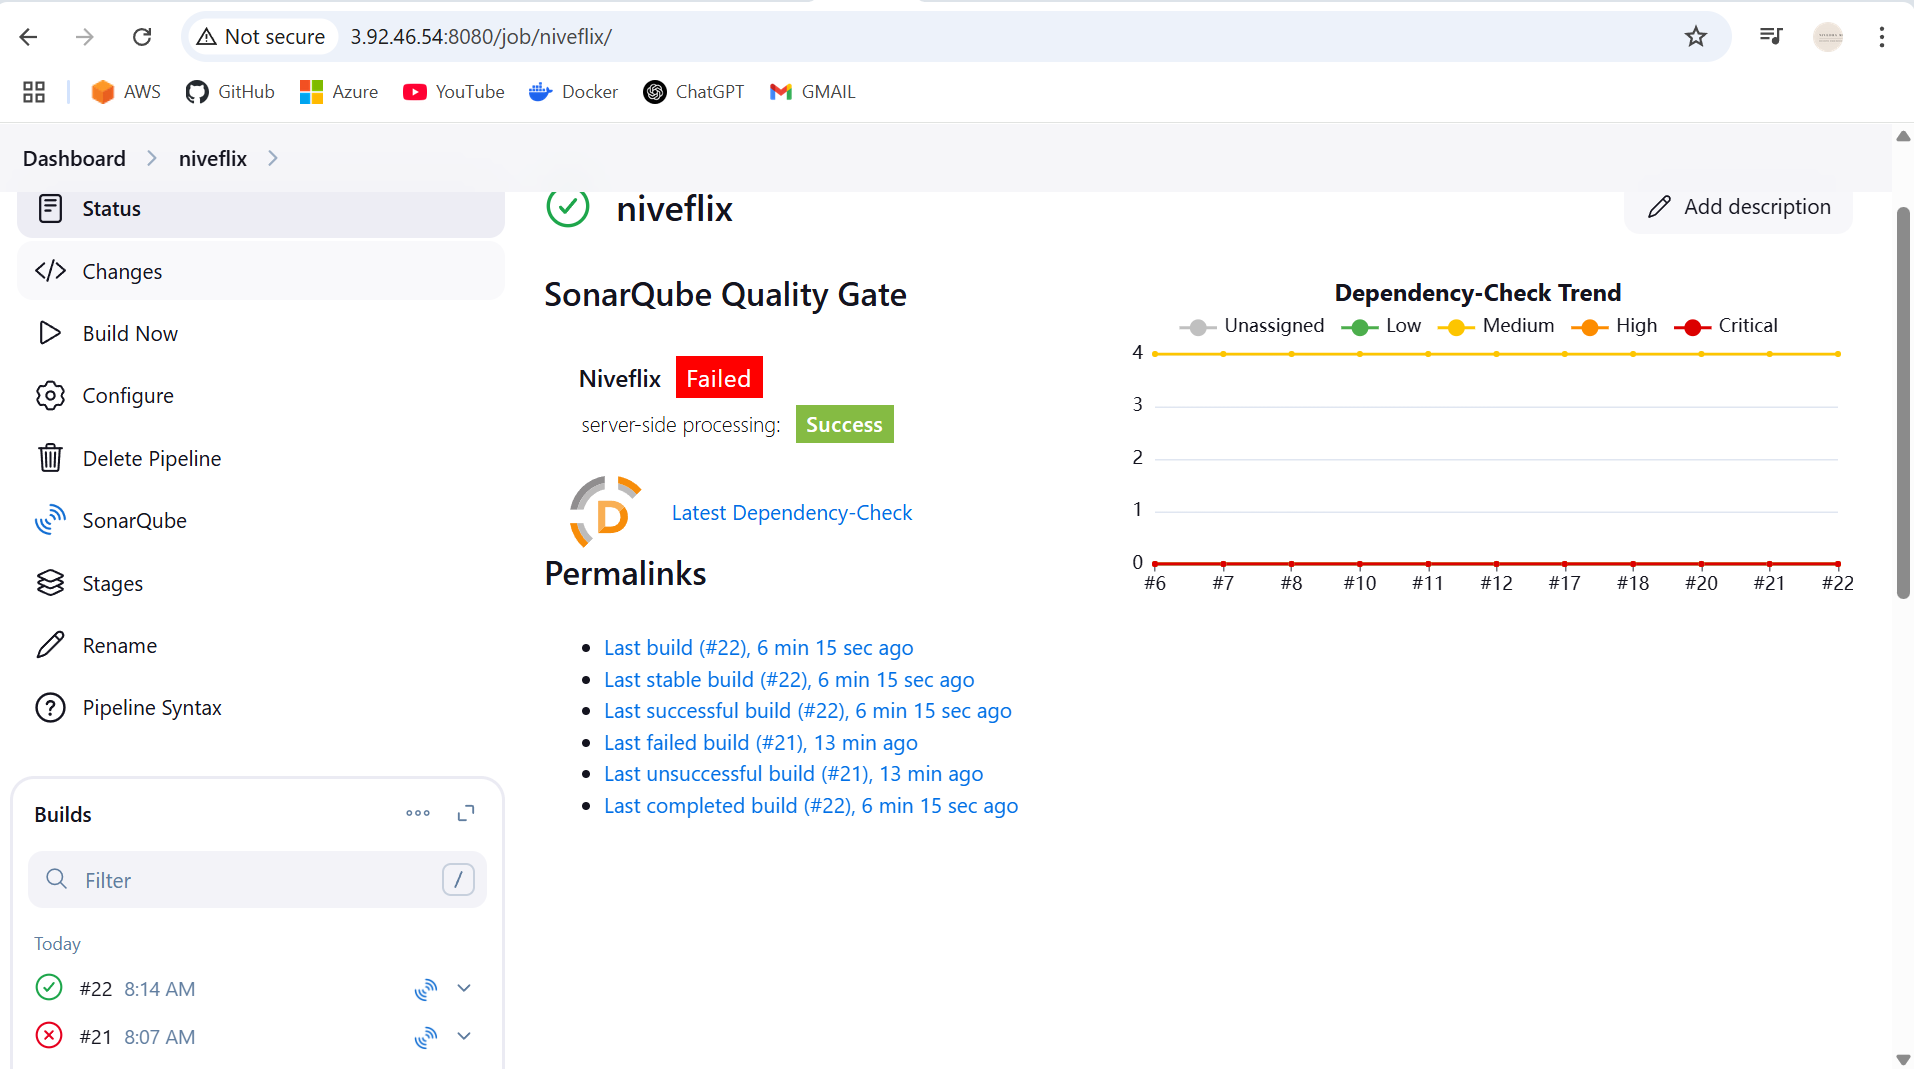 Not secure 3.92.46.54:8080/job/niveflix/
AWS GitHub Azure YouTube Docker ChatGPT GMAIL
Dashboard niveflix
Status
Changes
Build Now
Configure
Delete Pipeline
SonarQube
Stages
Rename
Pipeline Syntax
Builds
Filter /
Today
#22 8:14 AM
#21 8:07 AM
niveflix
Add description
SonarQube Quality Gate
Niveflix Failed
server-side processing: Success
D
Latest Dependency-Check
Permalinks
Last build (#22), 6 min 15 sec ago
Last stable build (#22), 6 min 15 sec ago
Last successful build (#22), 6 min 15 sec ago
Last failed build (#21), 13 min ago
Last unsuccessful build (#21), 13 min ago
Last completed build (#22), 6 min 15 sec ago
Dependency-Check Trend
Unassigned Low Medium High Critical
4
3
2
1
0
#6 #7 #8 #10 #11 #12 #17 #18 #20 #21 #22